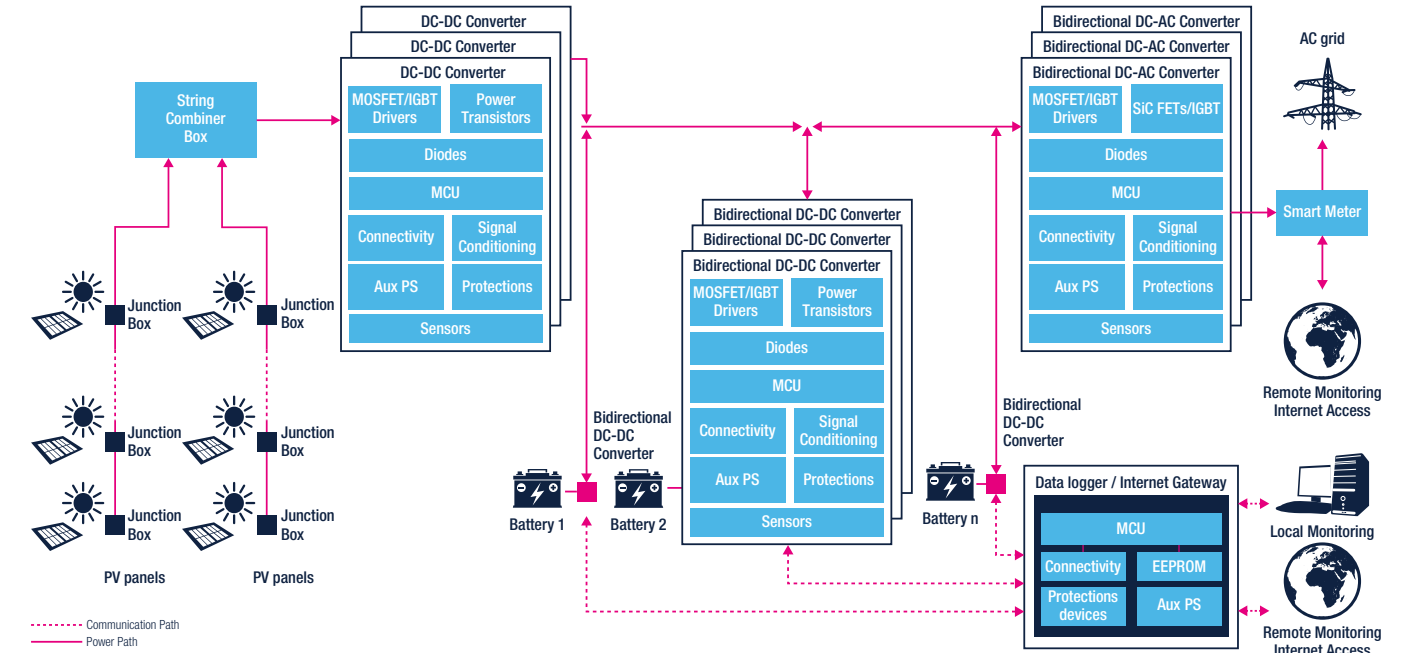 DC-DC Converter
DC-DC Converter
DC-DC Converter
MOSFET/IGBT
Drivers
Power
Transistors
Diodes
MCU
Connectivity
Signal
Conditioning
Aux PS
Protections
Sensors
String
Combiner
Box
Junction
Box
Junction
Box
Junction
Box
Junction
Box
Junction
Box
Junction
Box
PV panels
PV panels
Communication Path
Power Path
Bidirectional
DC-DC
Converter
Battery 1
Battery 2
Bidirectional DC-DC Converter
Bidirectional DC-DC Converter
Bidirectional DC-DC Converter
MOSFET/IGBT
Drivers
Power
Transistors
Diodes
MCU
Connectivity
Signal
Conditioning
Aux PS
Protections
Sensors
Battery n
Bidirectional
DC-DC
Converter
Bidirectional DC-AC Converter
Bidirectional DC-AC Converter
Bidirectional DC-AC Converter
MOSFET/IGBT
Drivers
SiC FETs/IGBT
Diodes
MCU
Connectivity
Signal
Conditioning
Aux PS
Protections
Sensors
AC grid
Smart Meter
Remote Monitoring
Internet Access
Data logger / Internet Gateway
MCU
Connectivity
EEPROM
Protections
devices
Aux PS
Local Monitoring
Remote Monitoring
Internet Access